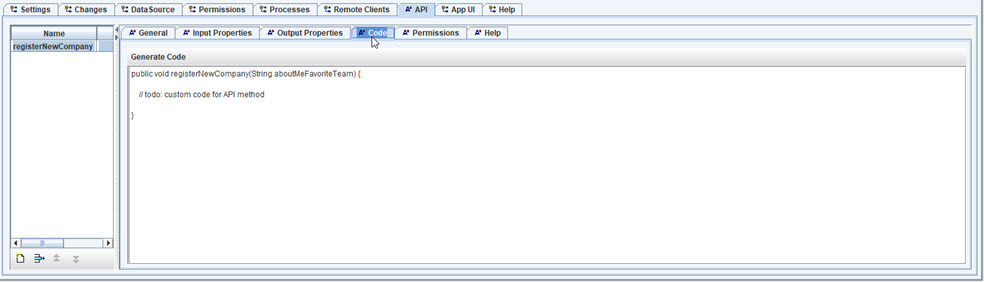 Settings Changes DataSource Permissions Processes Remote Clients API App UI Help
Name
registerNewCompany
General Input Properties Output Properties Code Permissions Help
Generate Code
public void registerNewCompany(String aboutMeFavoriteTeam) {
// todo: custom code for API method
}